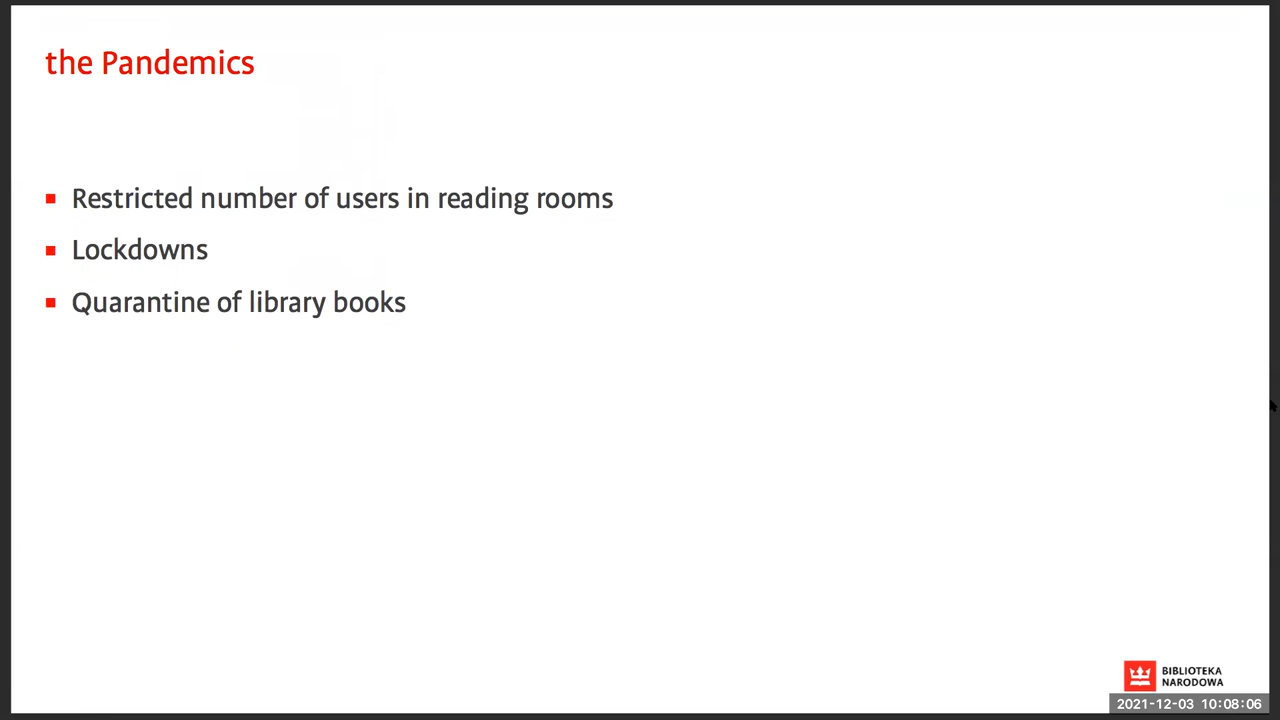 the Pandemics
Restricted number of users in reading rooms
Lockdowns
Quarantine of library books
BIBLIOTEKA
NARODOWA
2021-12-03 10:08:06